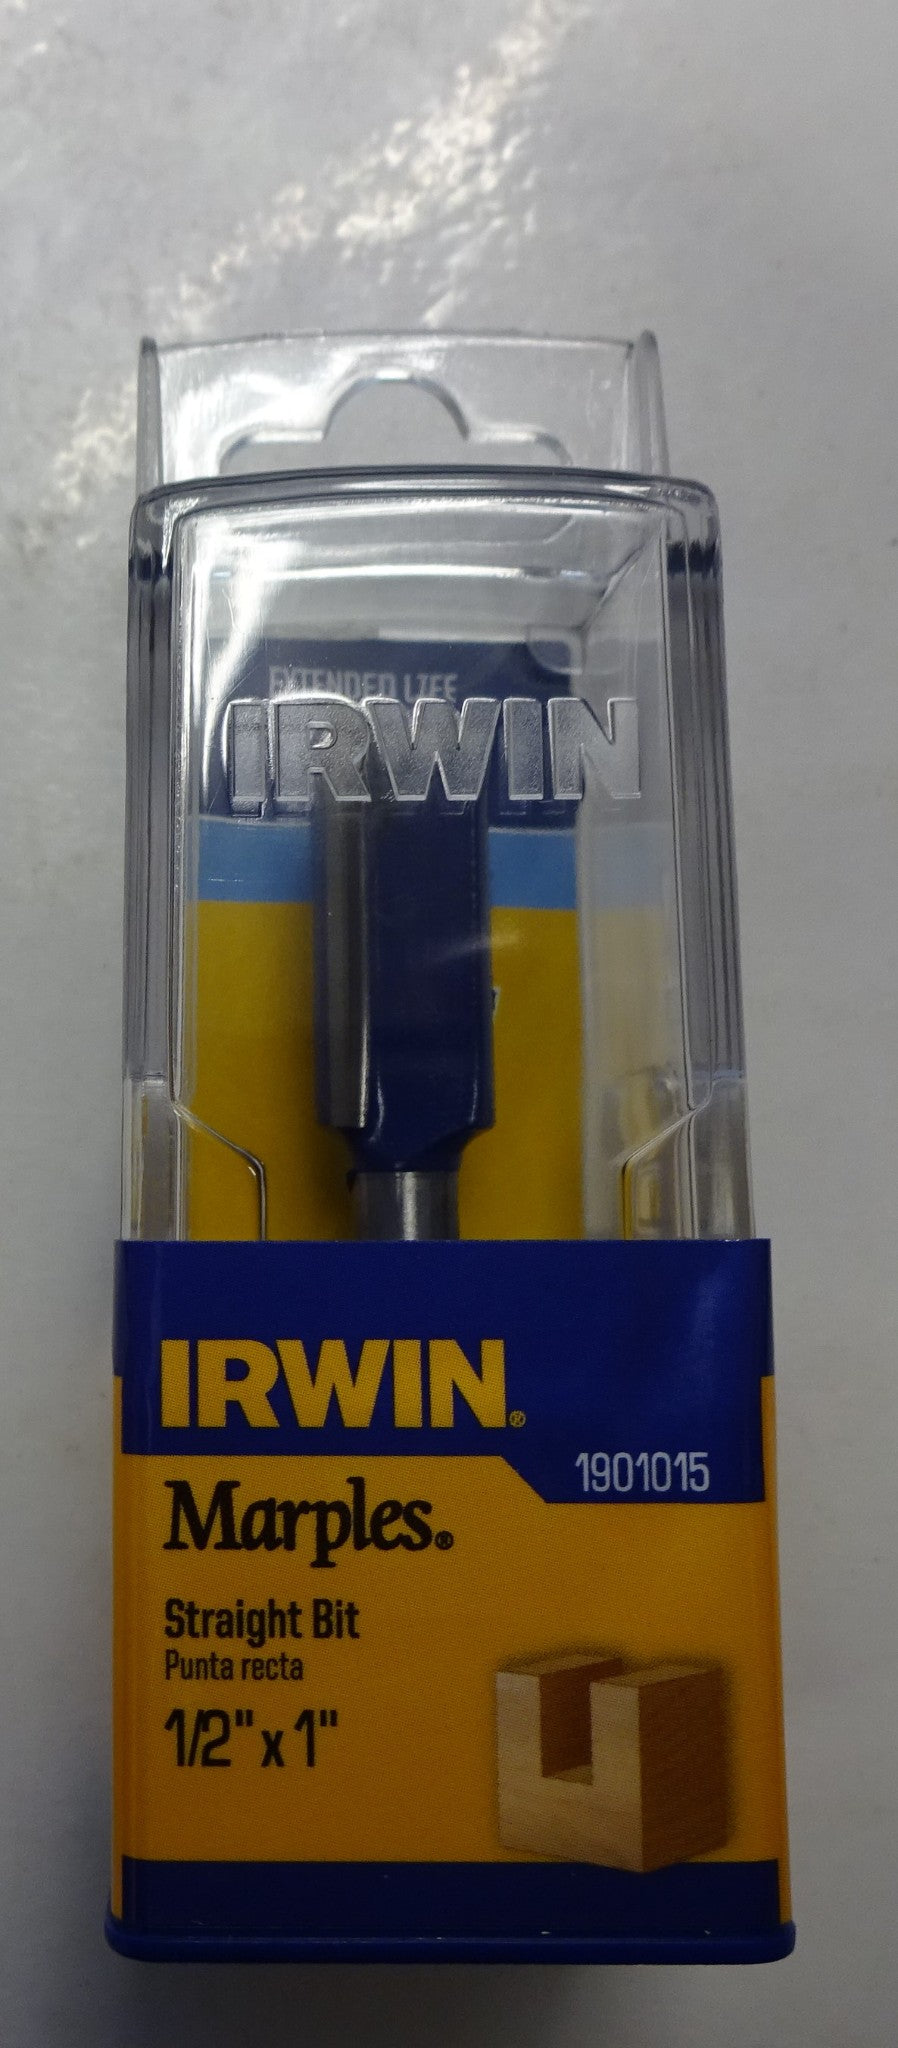 EXTENDED LIFE
IRWIN
IRWIN®
1901015
Marples®
Straight Bit
Punta recta
1/2" x 1"